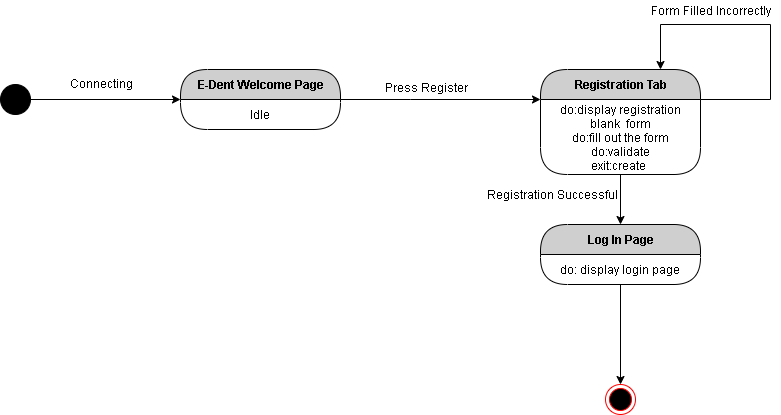 Form Filled Incorrectly
Connecting
E-Dent Welcome Page
Idle
Press Register
Registration Tab
do:display registration
blank form
do:fill out the form
do:validate
exit:create
Registration Successful
Log In Page
do: display login page